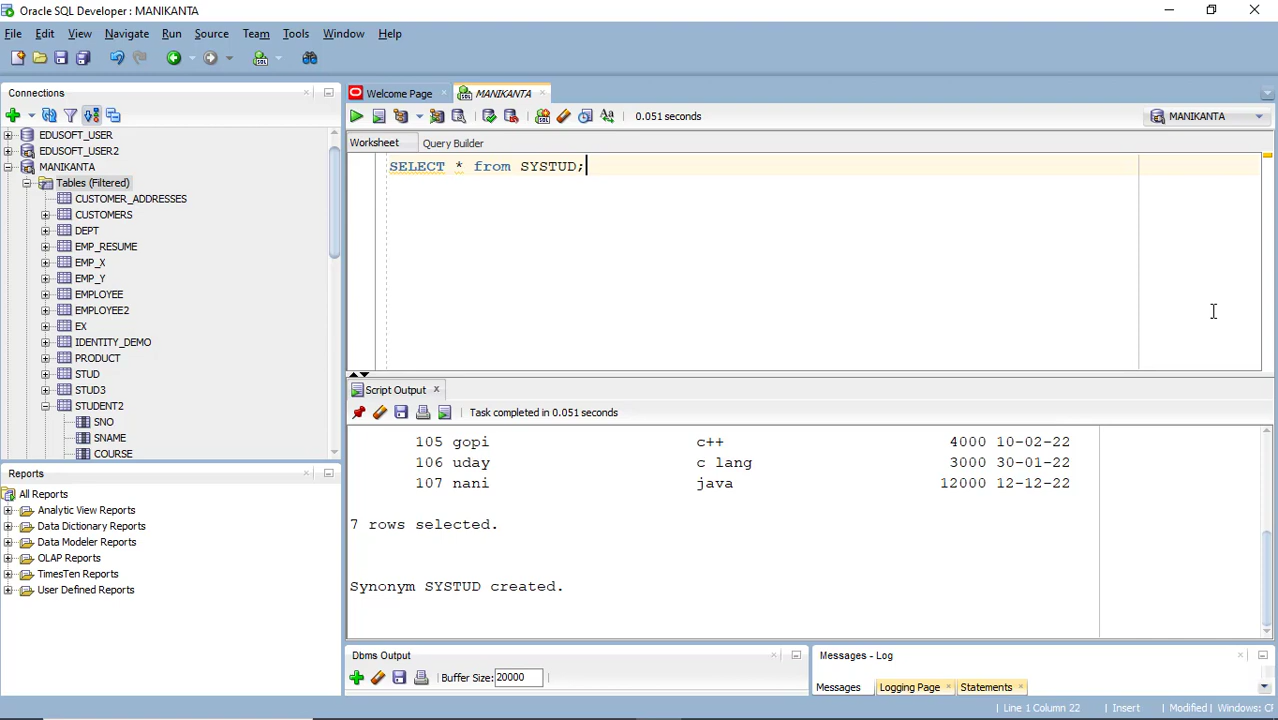 Oracle SQL Developer : MANIKANTA
File Edit View Navigate Run Source Team Tools Window Help
Connections
EDUSOFT_USER
EDUSOFT_USER2
MANIKANTA
Tables (Filtered)
CUSTOMER_ADDRESSES
CUSTOMERS
DEPT
EMP_RESUME
EMP_X
EMP_Y
EMPLOYEE
EMPLOYEE2
EX
IDENTITY_DEMO
PRODUCT
STUD
STUD3
STUDENT2
SNO
SNAME
COURSE
Reports
All Reports
Analytic View Reports
Data Dictionary Reports
Data Modeler Reports
OLAP Reports
TimesTen Reports
User Defined Reports
Welcome Page MANIKANTA
0.051 seconds MANIKANTA
Worksheet Query Builder
SELECT * from SYSTUD;
Script Output
Task completed in 0.051 seconds
105 gopi c++ 4000 10-02-22
106 uday c lang 3000 30-01-22
107 nani java 12000 12-12-22
7 rows selected.
Synonym SYSTUD created.
Dbms Output
Buffer Size: 20000
Messages - Log
Messages Logging Page Statements
Line 1 Column 22 Insert Modified Windows: CF